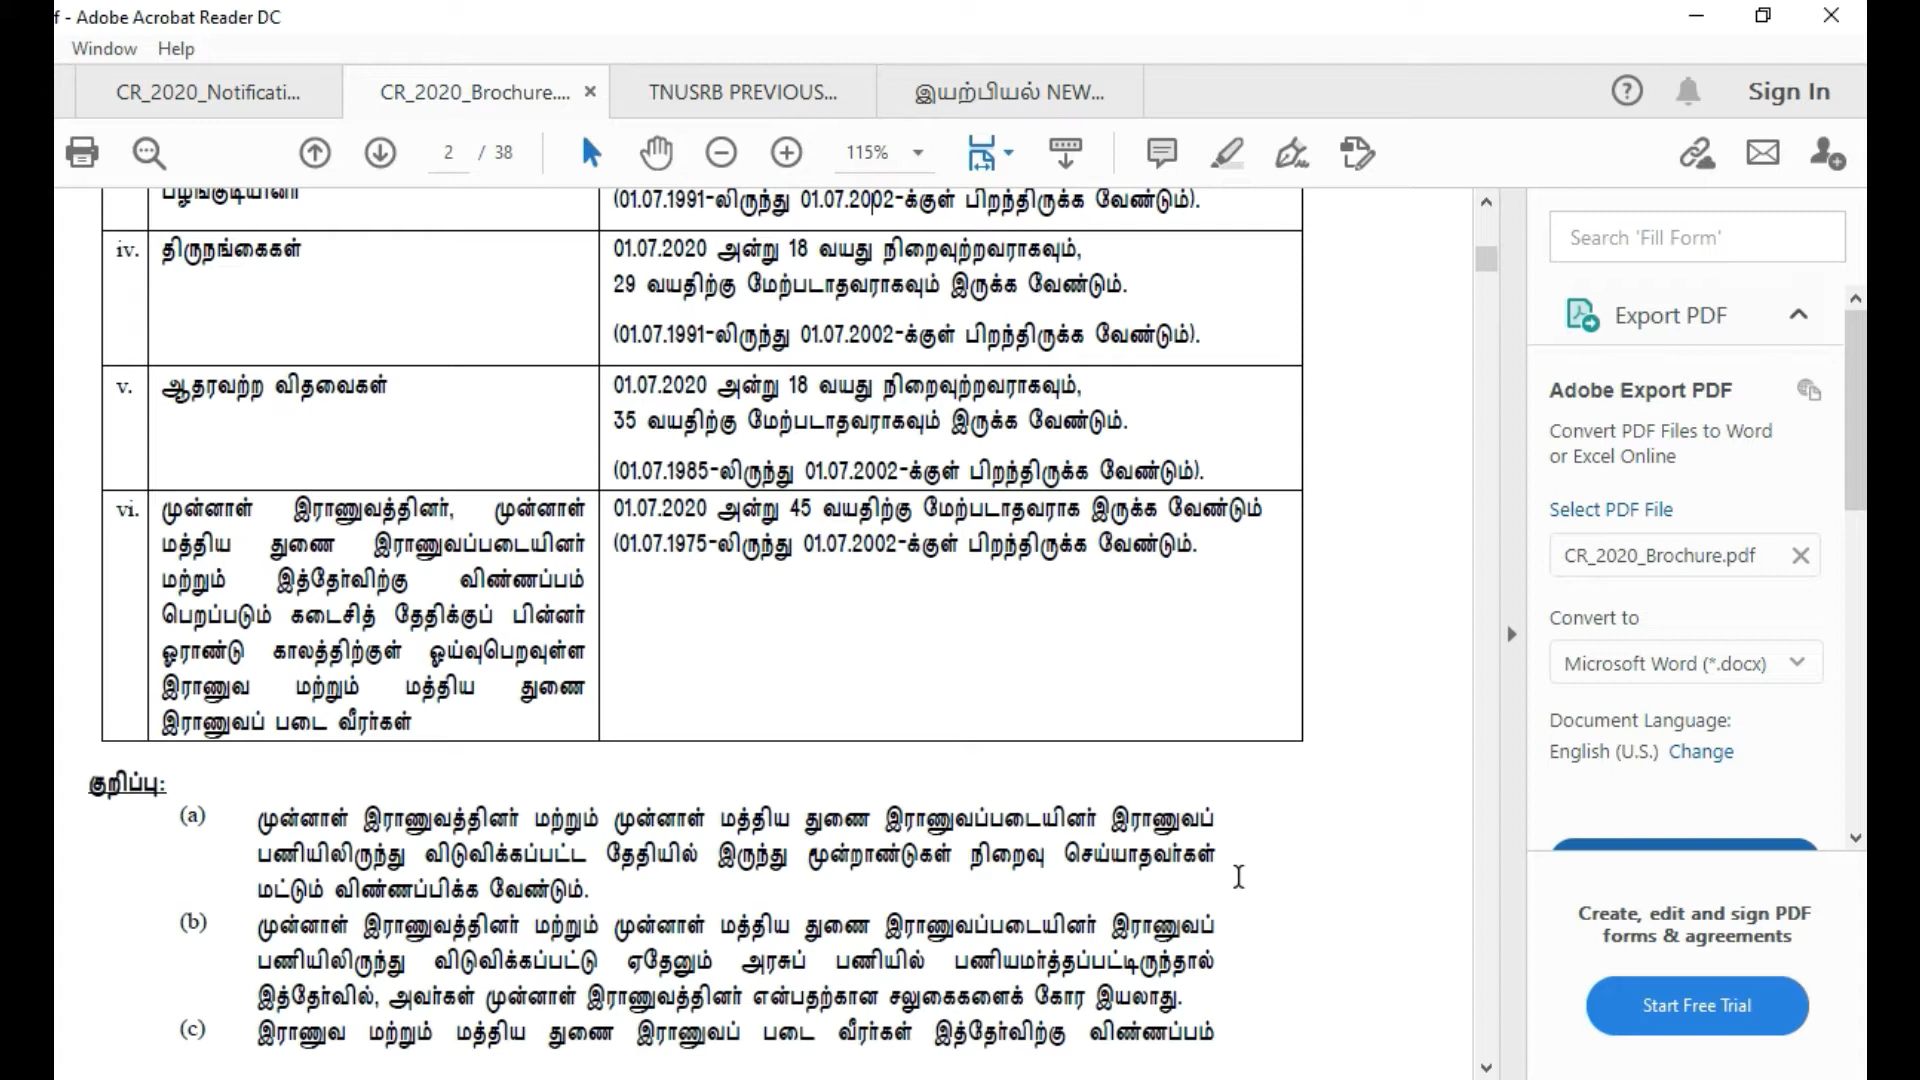 f - Adobe Acrobat Reader DC
Window Help
CR_2020_Notificati...
CR_2020_Brochure....
TNUSRB PREVIOUS...
இயற்பியல் NEW...
Sign In
2 / 38
115%
பழங்குடியினர்
(01.07.1991-லிருந்து 01.07.2002-க்குள் பிறந்திருக்க வேண்டும்).
iv. திருநங்கைகள்
01.07.2020 அன்று 18 வயது நிறைவுற்றவராகவும்,
29 வயதிற்கு மேற்படாதவராகவும் இருக்க வேண்டும்.
(01.07.1991-லிருந்து 01.07.2002-க்குள் பிறந்திருக்க வேண்டும்).
v. ஆதரவற்ற விதவைகள்
01.07.2020 அன்று 18 வயது நிறைவுற்றவராகவும்,
35 வயதிற்கு மேற்படாதவராகவும் இருக்க வேண்டும்.
(01.07.1985-லிருந்து 01.07.2002-க்குள் பிறந்திருக்க வேண்டும்).
vi. முன்னாள் இராணுவத்தினர், முன்னாள்
மத்திய துணை இராணுவப்படையினர்
மற்றும் இத்தேர்விற்கு விண்ணப்பம்
பெறப்படும் கடைசித் தேதிக்குப் பின்னர்
ஓராண்டு காலத்திற்குள் ஓய்வுபெறவுள்ள
இராணுவ மற்றும் மத்திய துணை
இராணுவப் படை வீரர்கள்
01.07.2020 அன்று 45 வயதிற்கு மேற்படாதவராக இருக்க வேண்டும்
(01.07.1975-லிருந்து 01.07.2002-க்குள் பிறந்திருக்க வேண்டும்.
குறிப்பு:
(a) முன்னாள் இராணுவத்தினர் மற்றும் முன்னாள் மத்திய துணை இராணுவப்படையினர் இராணுவப்
பணியிலிருந்து விடுவிக்கப்பட்ட தேதியில் இருந்து மூன்றாண்டுகள் நிறைவு செய்யாதவர்கள்
மட்டும் விண்ணப்பிக்க வேண்டும்.
(b) முன்னாள் இராணுவத்தினர் மற்றும் முன்னாள் மத்திய துணை இராணுவப்படையினர் இராணுவப்
பணியிலிருந்து விடுவிக்கப்பட்டு ஏதேனும் அரசுப் பணியில் பணியமர்த்தப்பட்டிருந்தால்
இத்தேர்வில், அவர்கள் முன்னாள் இராணுவத்தினர் என்பதற்கான சலுகைகளைக் கோர இயலாது.
(c) இராணுவ மற்றும் மத்திய துணை இராணுவப் படை வீரர்கள் இத்தேர்விற்கு விண்ணப்பம்
Search 'Fill Form'
Export PDF
Adobe Export PDF
Convert PDF Files to Word
or Excel Online
Select PDF File
CR_2020_Brochure.pdf
Convert to
Microsoft Word (*.docx)
Document Language:
English (U.S.) Change
Create, edit and sign PDF
forms & agreements
Start Free Trial